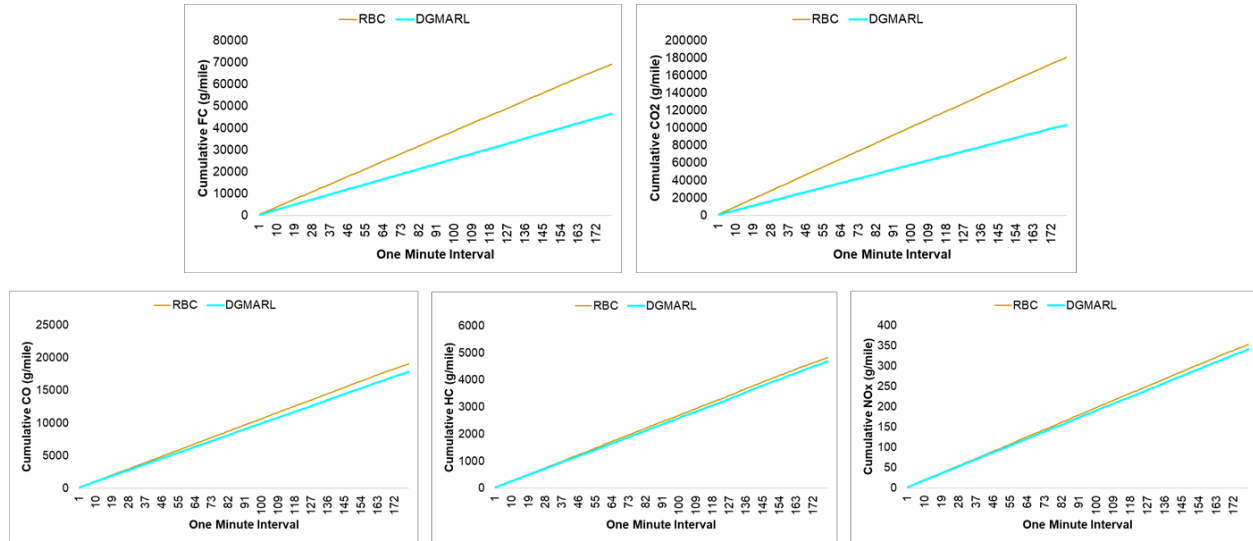 RBC DGMARL
80000
70000
60000
50000
40000
30000
20000
10000
0
Cumulative FC (g/mile)
1 10 19 28 37 46 55 64 73 82 91 100 109 118 127 136 145 154 163 172
One Minute Interval
RBC DGMARL
200000
180000
160000
140000
120000
100000
80000
60000
40000
20000
0
Cumulative CO2 (g/mile)
1 10 19 28 37 46 55 64 73 82 91 100 109 118 127 136 145 154 163 172
One Minute Interval
RBC DGMARL
25000
20000
15000
10000
5000
0
Cumulative CO (g/mile)
1 10 19 28 37 46 55 64 73 82 91 100 109 118 127 136 145 154 163 172
One Minute Interval
RBC DGMARL
6000
5000
4000
3000
2000
1000
0
Cumulative HC (g/mile)
1 10 19 28 37 46 55 64 73 82 91 100 109 118 127 136 145 154 163 172
One Minute Interval
RBC DGMARL
400
350
300
250
200
150
100
50
0
Cumulative NOx (g/mile)
1 10 19 28 37 46 55 64 73 82 91 100 109 118 127 136 145 154 163 172
One Minute Interval